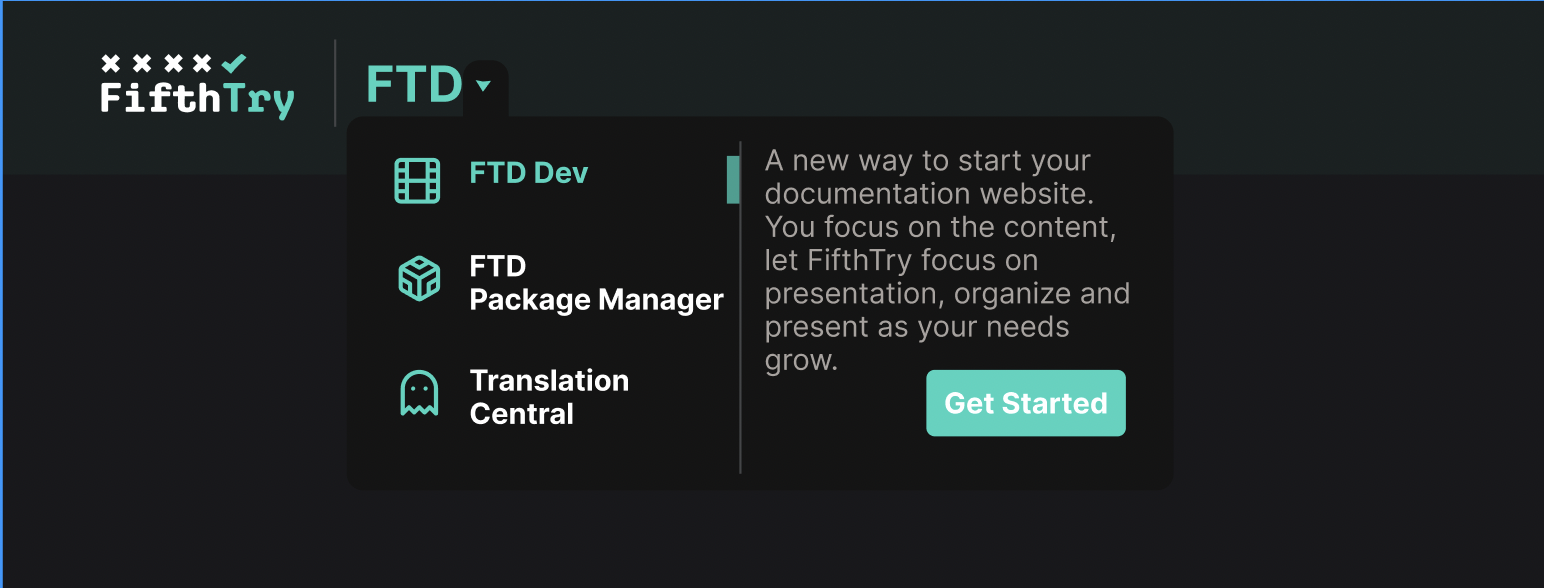 FifthTry
FTD
FTD Dev
FTD
Package Manager
Translation
Central
A new way to start your
documentation website.
You focus on the content,
let FifthTry focus on
presentation, organize and
present as your needs
grow.
Get Started